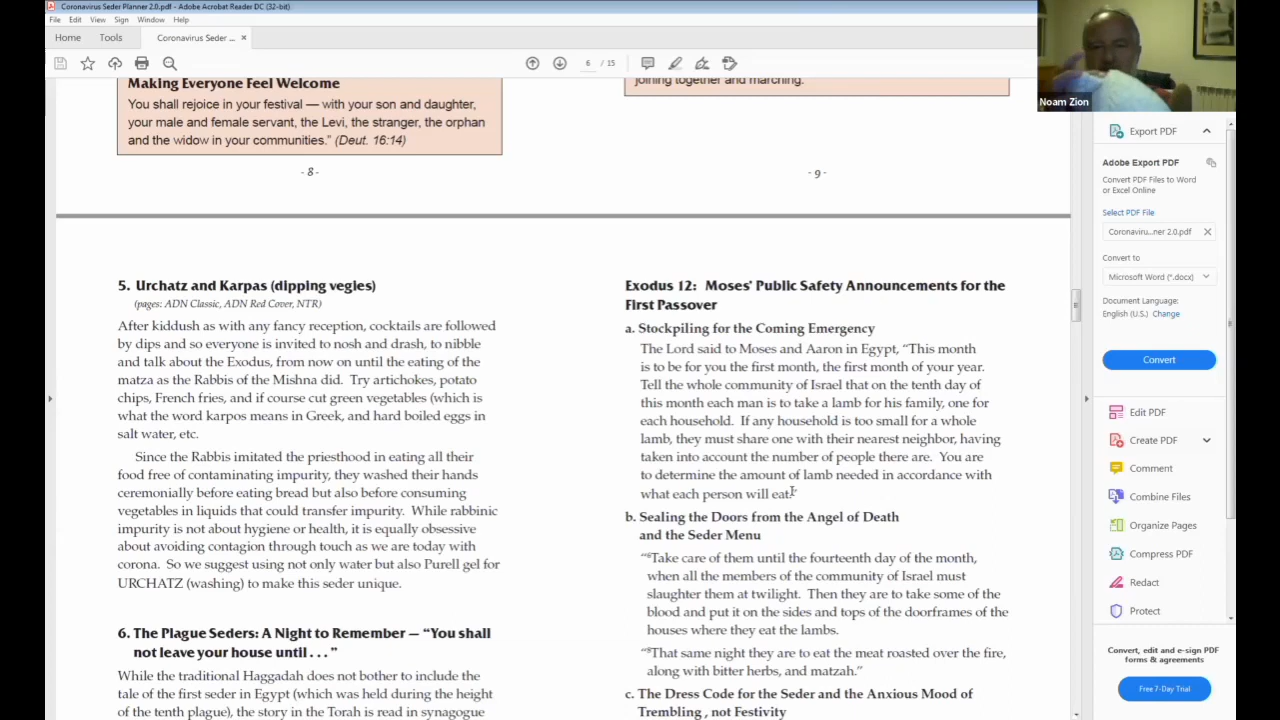 Coronavirus Seder Planner 2.0.pdf - Adobe Acrobat Reader DC (32-bit)
File Edit View Sign Window Help
Home Tools Coronavirus Seder ... ×
6 / 15
Noam Zion
Making Everyone Feel Welcome
You shall rejoice in your festival — with your son and daughter,
your male and female servant, the Levi, the stranger, the orphan
and the widow in your communities.” (Deut. 16:14)
- 8 -
joining together and marching.
- 9 -
5. Urchatz and Karpas (dipping vegies)
(pages: ADN Classic, ADN Red Cover, NTR)
After kiddush as with any fancy reception, cocktails are followed
by dips and so everyone is invited to nosh and drash, to nibble
and talk about the Exodus, from now on until the eating of the
matza as the Rabbis of the Mishna did. Try artichokes, potato
chips, French fries, and if course cut green vegetables (which is
what the word karpos means in Greek, and hard boiled eggs in
salt water, etc.
Since the Rabbis imitated the priesthood in eating all their
food free of contaminating impurity, they washed their hands
ceremonially before eating bread but also before consuming
vegetables in liquids that could transfer impurity. While rabbinic
impurity is not about hygiene or health, it is equally obsessive
about avoiding contagion through touch as we are today with
corona. So we suggest using not only water but also Purell gel for
URCHATZ (washing) to make this seder unique.
6. The Plague Seders: A Night to Remember — “You shall
not leave your house until . . . ”
While the traditional Haggadah does not bother to include the
tale of the first seder in Egypt (which was held during the height
of the tenth plague), the story in the Torah is read in synagogue
Exodus 12: Moses’ Public Safety Announcements for the
First Passover
a. Stockpiling for the Coming Emergency
The Lord said to Moses and Aaron in Egypt, “This month
is to be for you the first month, the first month of your year.
Tell the whole community of Israel that on the tenth day of
this month each man is to take a lamb for his family, one for
each household. If any household is too small for a whole
lamb, they must share one with their nearest neighbor, having
taken into account the number of people there are. You are
to determine the amount of lamb needed in accordance with
what each person will eat.”
b. Sealing the Doors from the Angel of Death
and the Seder Menu
“⁶Take care of them until the fourteenth day of the month,
when all the members of the community of Israel must
slaughter them at twilight. Then they are to take some of the
blood and put it on the sides and tops of the doorframes of the
houses where they eat the lambs.
“⁸That same night they are to eat the meat roasted over the fire,
along with bitter herbs, and matzah.”
c. The Dress Code for the Seder and the Anxious Mood of
Trembling , not Festivity
Export PDF
Adobe Export PDF
Convert PDF Files to Word
or Excel Online
Select PDF File
Coronaviru...ner 2.0.pdf ×
Convert to
Microsoft Word (*.docx)
Document Language:
English (U.S.) Change
Convert
Edit PDF
Create PDF
Comment
Combine Files
Organize Pages
Compress PDF
Redact
Protect
Convert, edit and e-sign PDF
forms & agreements
Free 7-Day Trial